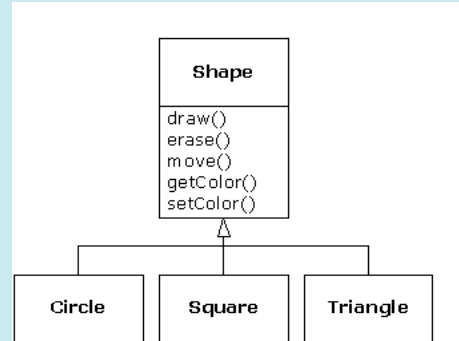 Shape
draw()
erase()
move()
getColor()
setColor()
Circle
Square
Triangle